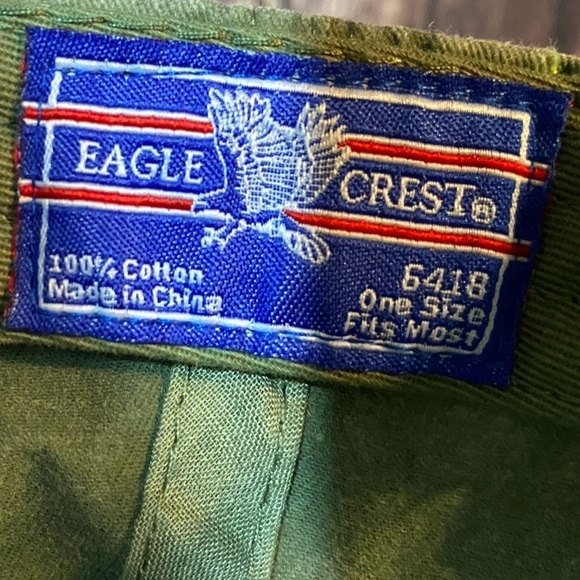 EAGLE CREST®
100% Cotton
Made in China
6418
One Size
Fits Most